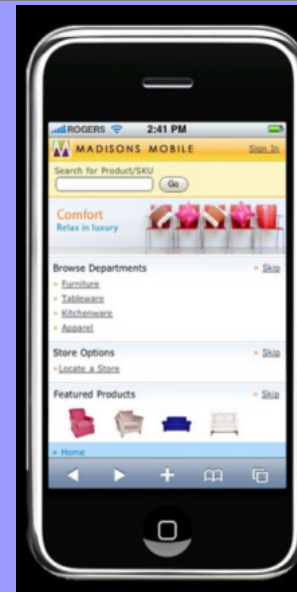 ROGERS 2:41 PM
MADISONS MOBILE Sign In
Search for Product/SKU
Go
Comfort
Relax in luxury
Browse Departments » Skip
» Furniture
» Tableware
» Kitchenware
» Apparel
Store Options » Skip
» Locate a Store
Featured Products » Skip
» Home